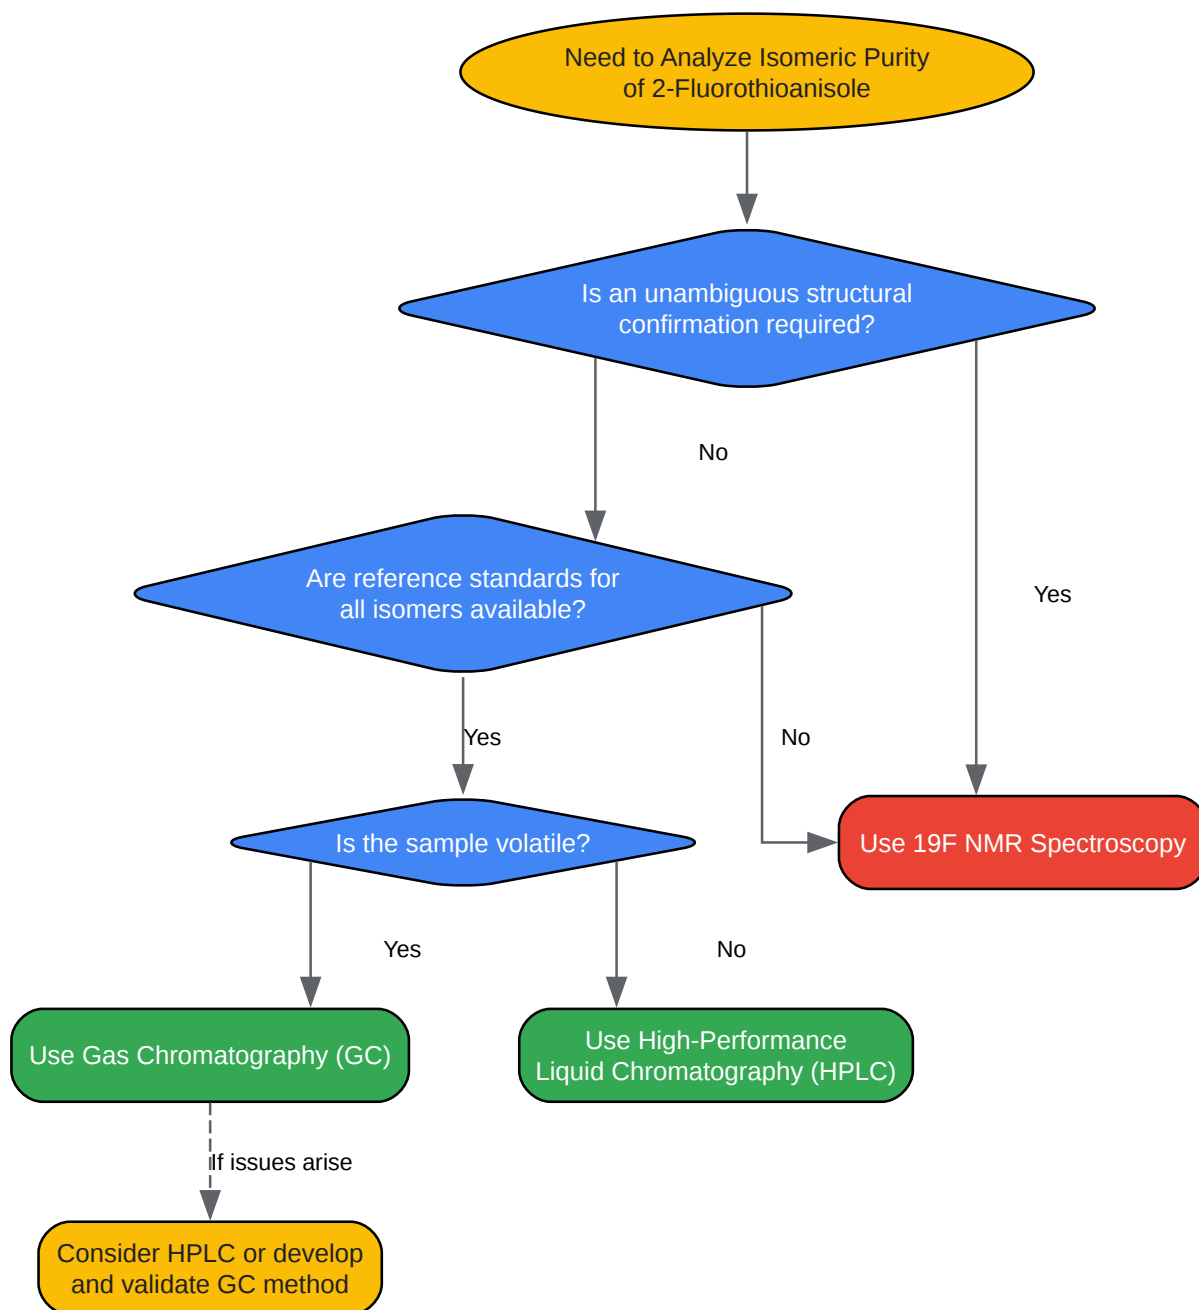 Need to Analyze Isomeric Purity
of 2-Fluorothioanisole
Is an unambiguous structural
confirmation required?
No
Are reference standards for
all isomers available?
Yes
Yes
No
Is the sample volatile?
Use 19F NMR Spectroscopy
Yes
No
Use Gas Chromatography (GC)
Use High-Performance
Liquid Chromatography (HPLC)
If issues arise
Consider HPLC or develop
and validate GC method